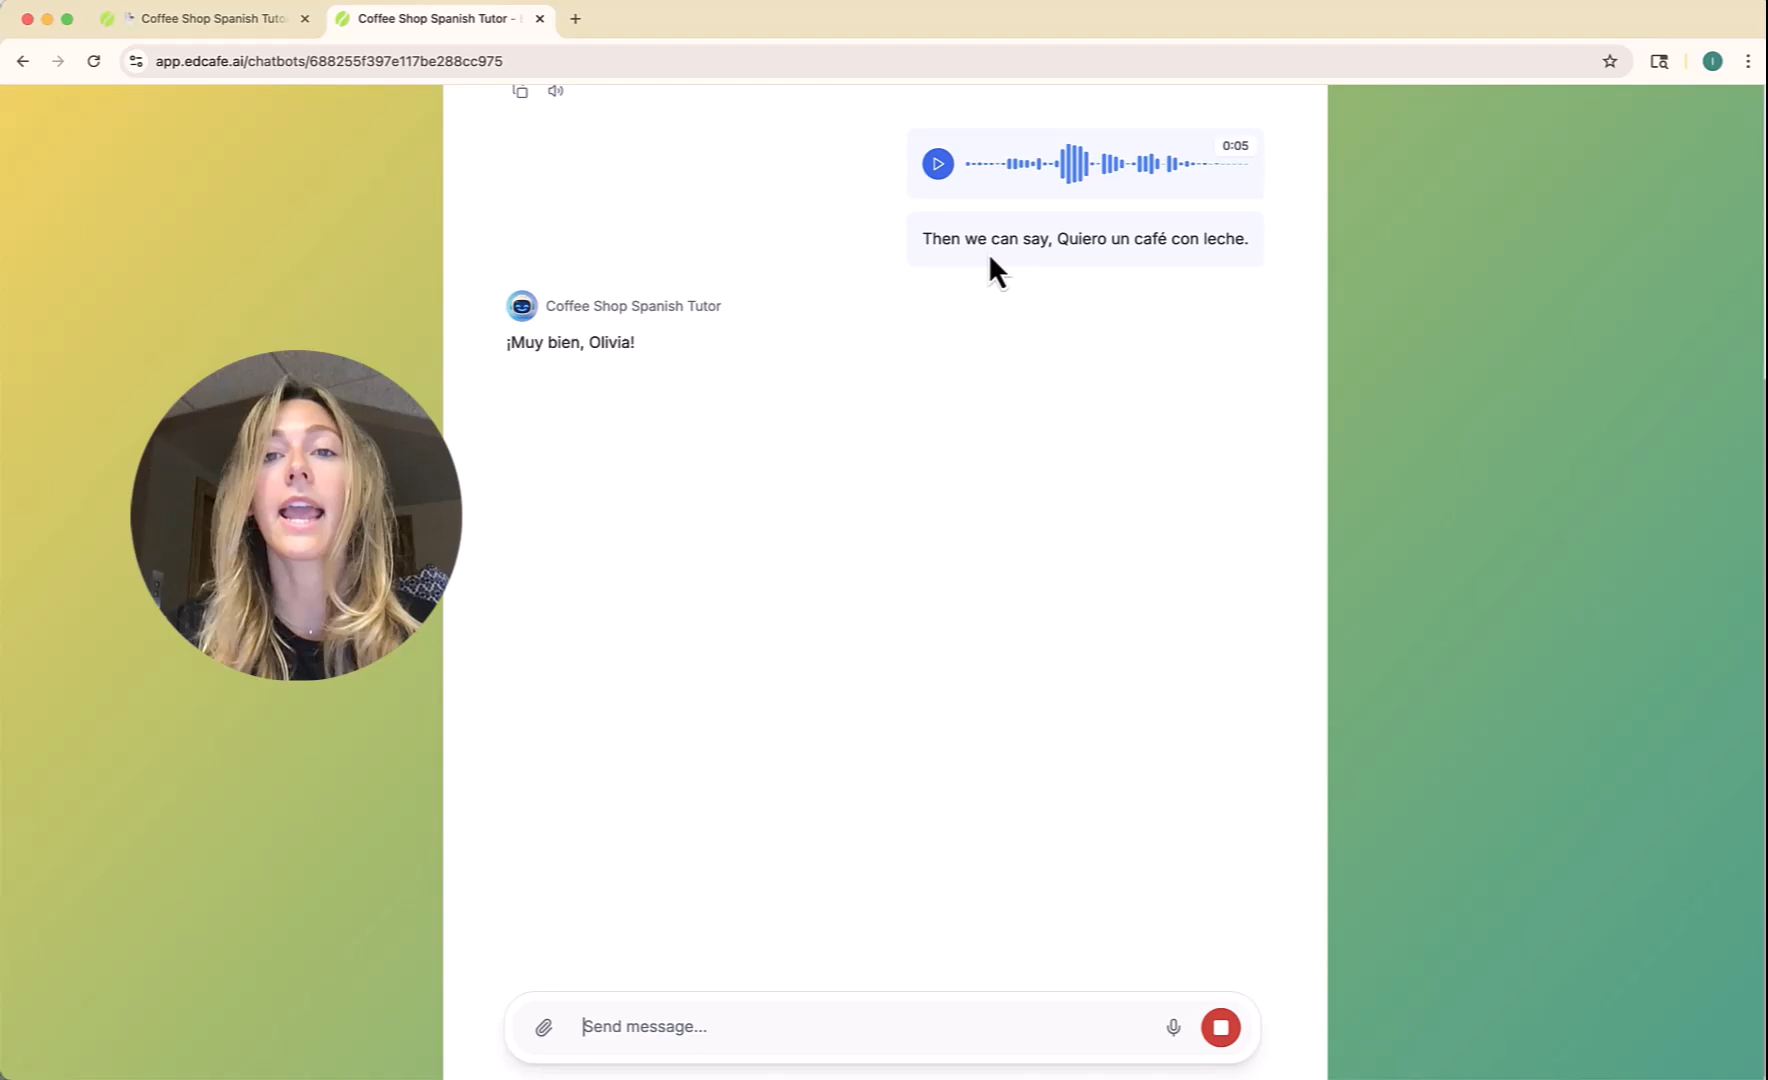 Coffee Shop Spanish Tuto
Coffee Shop Spanish Tutor -
app.edcafe.ai/chatbots/688255f397e117be288cc975
I
0:05
Then we can say, Quiero un café con leche.
Coffee Shop Spanish Tutor
¡Muy bien, Olivia!
Send message...